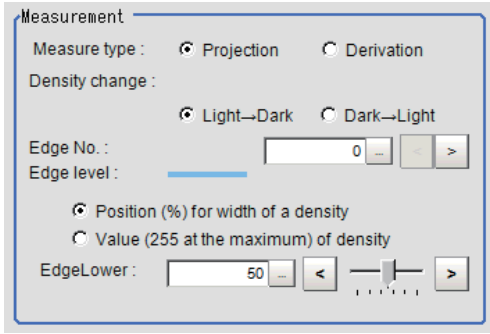 Measurement
Measure type : Projection Derivation
Density change :
Light→Dark Dark→Light
Edge No. : 0 ... < >
Edge level :
Position (%) for width of a density
Value (255 at the maximum) of density
EdgeLower : 50 ... < >